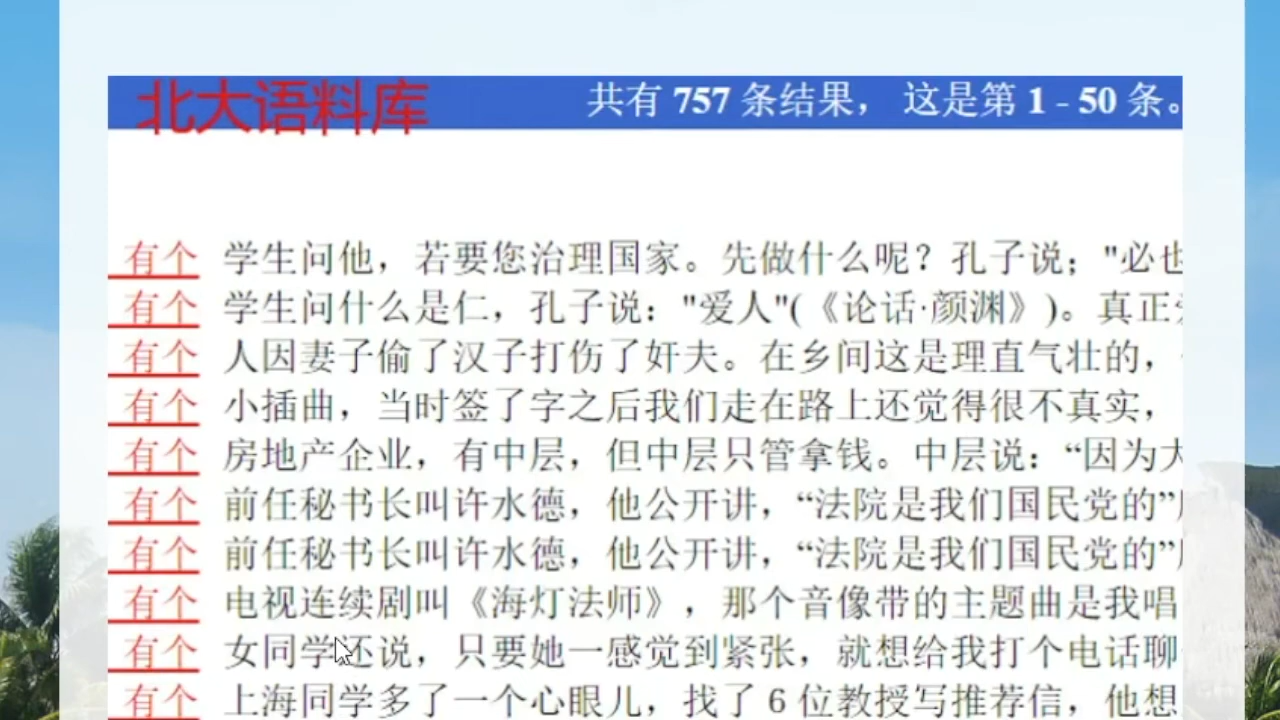 北大语料库 共有 757 条结果， 这是第 1 - 50 条。
有个 学生问他，若要您治理国家。先做什么呢？孔子说；"必也
有个 学生问什么是仁，孔子说："爱人"(《论话·颜渊》)。真正
有个 人因妻子偷了汉子打伤了奸夫。在乡间这是理直气壮的，
有个 小插曲，当时签了字之后我们走在路上还觉得很不真实，
有个 房地产企业，有中层，但中层只管拿钱。中层说：“因为大
有个 前任秘书长叫许水德，他公开讲，“法院是我们国民党的”
有个 前任秘书长叫许水德，他公开讲，“法院是我们国民党的”
有个 电视连续剧叫《海灯法师》，那个音像带的主题曲是我唱
有个 女同学还说，只要她一感觉到紧张，就想给我打个电话聊
有个 上海同学多了一个心眼儿，找了 6 位教授写推荐信，他想